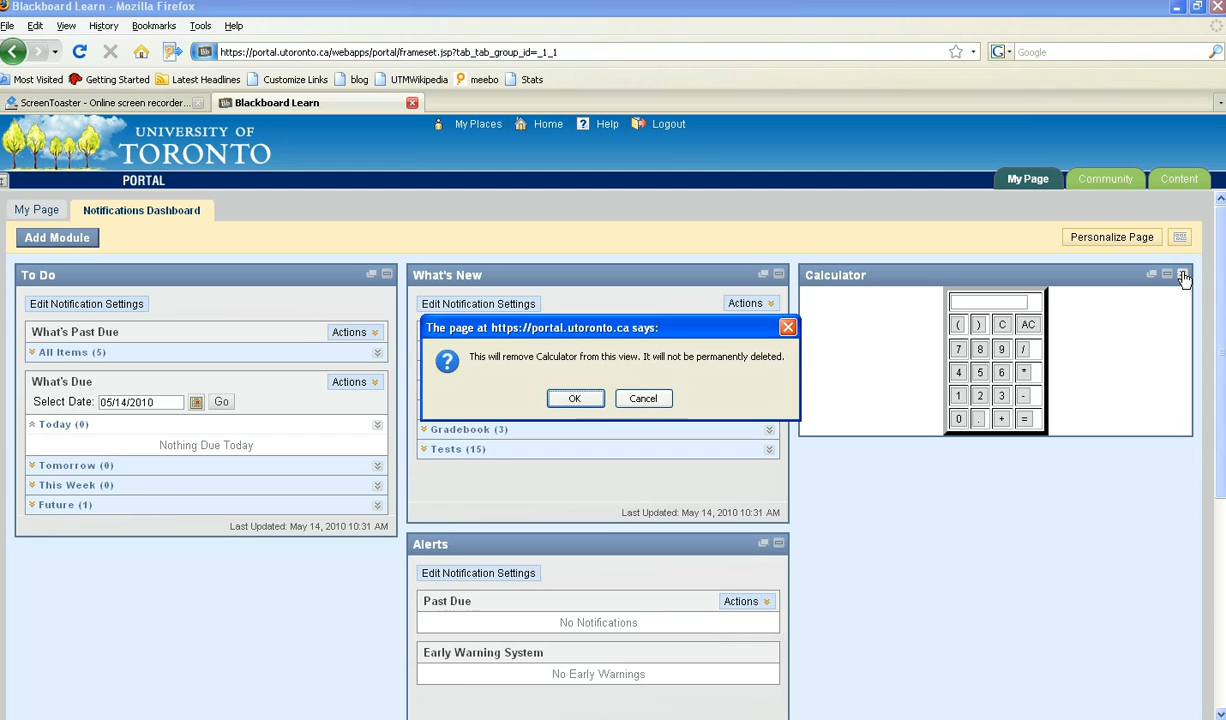 Blackboard Learn - Mozilla Firefox
File Edit View History Bookmarks Tools Help
https://portal.utoronto.ca/webapps/portal/frameset.jsp?tab_tab_group_id=_1_1
Google
Most Visited Getting Started Latest Headlines Customize Links blog UTMWikipedia meebo Stats
ScreenToaster - Online screen recorder... Blackboard Learn
UNIVERSITY OF
TORONTO
My Places Home Help Logout
PORTAL
My Page Community Content
My Page Notifications Dashboard
Add Module
Personalize Page
To Do
Edit Notification Settings
What's Past Due Actions
All Items (5)
What's Due Actions
Select Date: 05/14/2010 Go
Today (0)
Nothing Due Today
Tomorrow (0)
This Week (0)
Future (1)
Last Updated: May 14, 2010 10:31 AM
What's New
Edit Notification Settings Actions
The page at https://portal.utoronto.ca says:
This will remove Calculator from this view. It will not be permanently deleted.
OK Cancel
Gradebook (3)
Tests (15)
Last Updated: May 14, 2010 10:31 AM
Alerts
Edit Notification Settings
Past Due Actions
No Notifications
Early Warning System
No Early Warnings
Calculator
( ) C AC
7 8 9 /
4 5 6 *
1 2 3 -
0 . + =